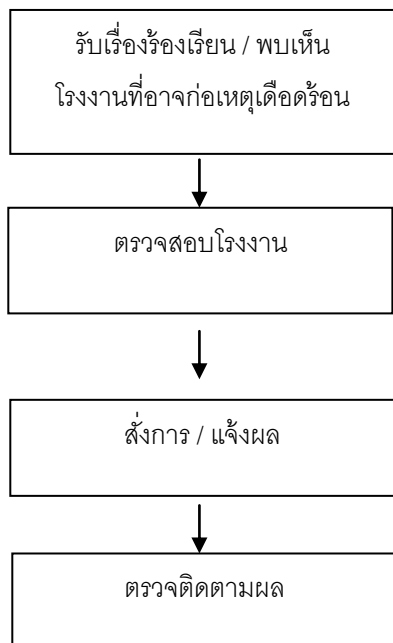 รับเรื่องร้องเรียน / พบเห็น
โรงงานที่อาจก่อเหตุเดือดร้อน
ตรวจสอบโรงงาน
สั่งการ / แจ้งผล
ตรวจติดตามผล